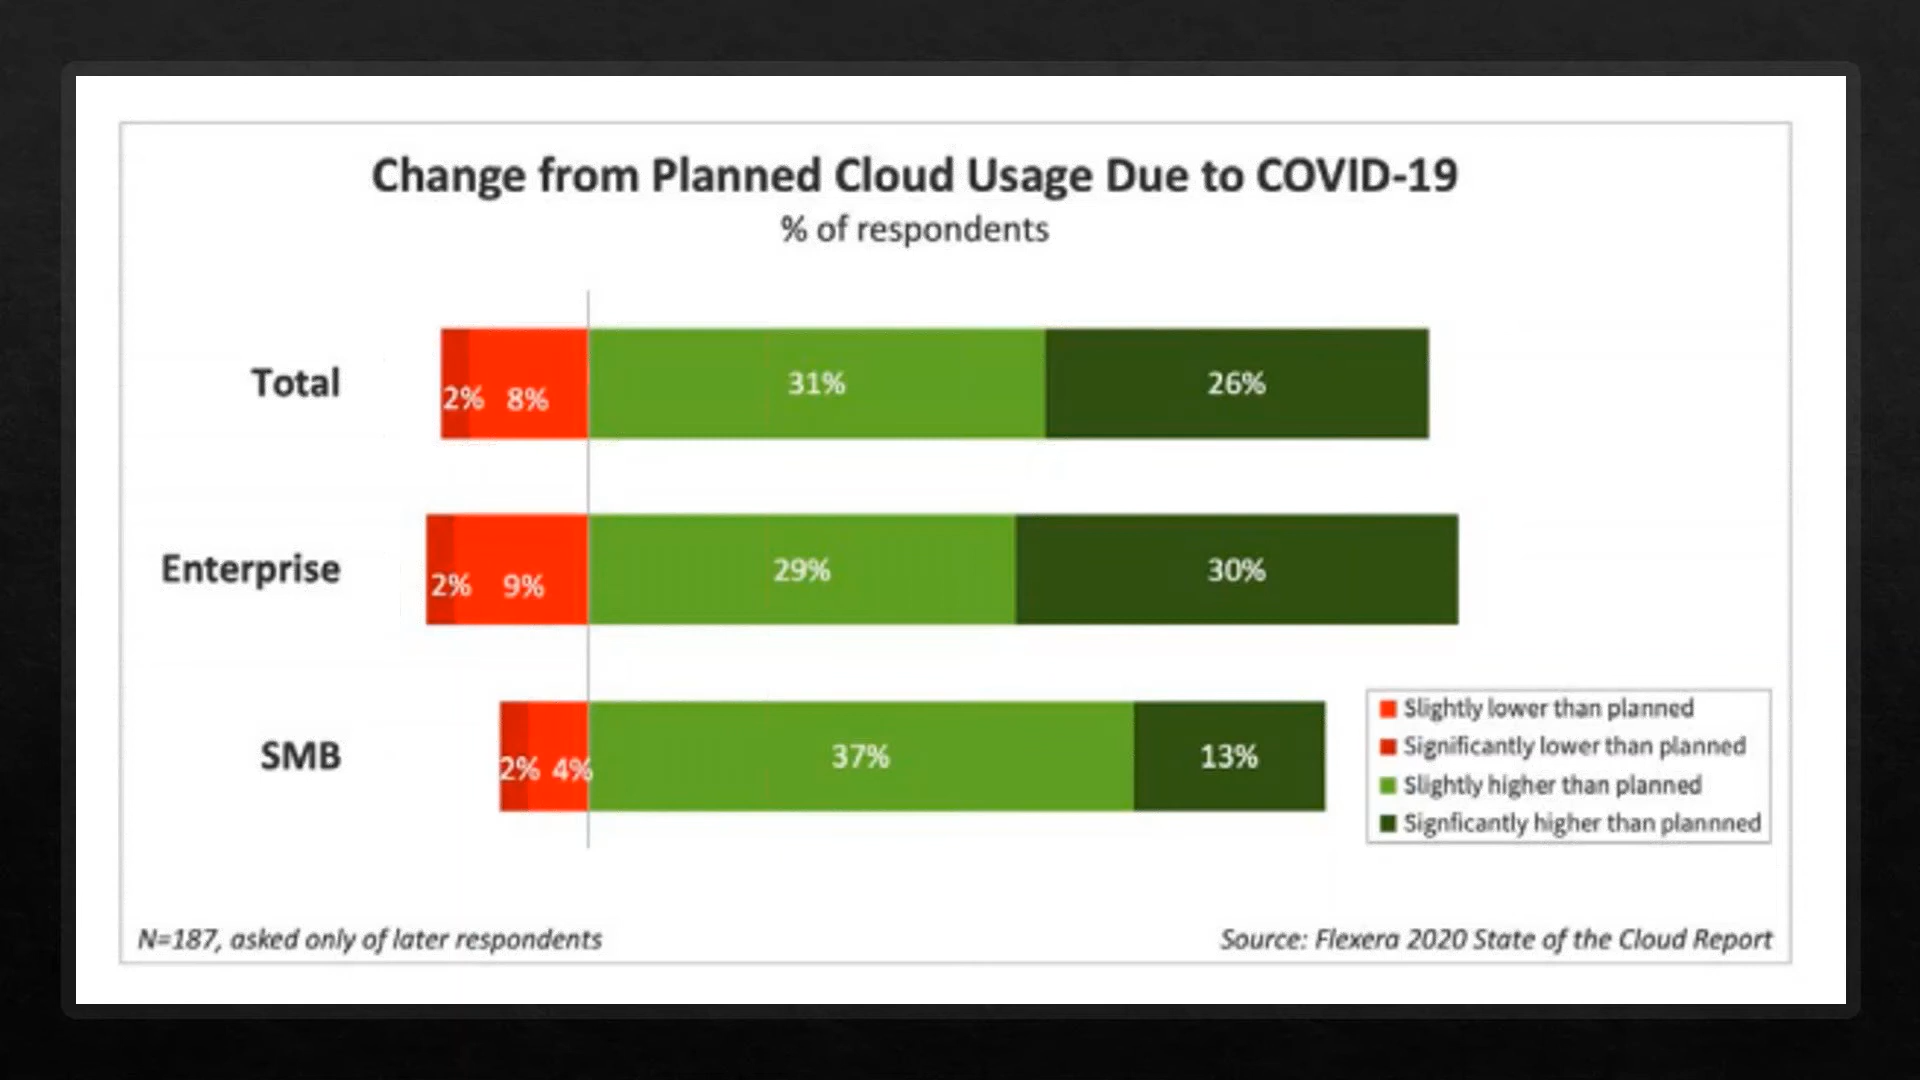 Change from Planned Cloud Usage Due to COVID-19
% of respondents
Total
2% 8% 31% 26%
Enterprise
2% 9% 29% 30%
SMB
2% 4% 37% 13%
Slightly lower than planned
Significantly lower than planned
Slightly higher than planned
Signficantly higher than plannned
N=187, asked only of later respondents
Source: Flexera 2020 State of the Cloud Report